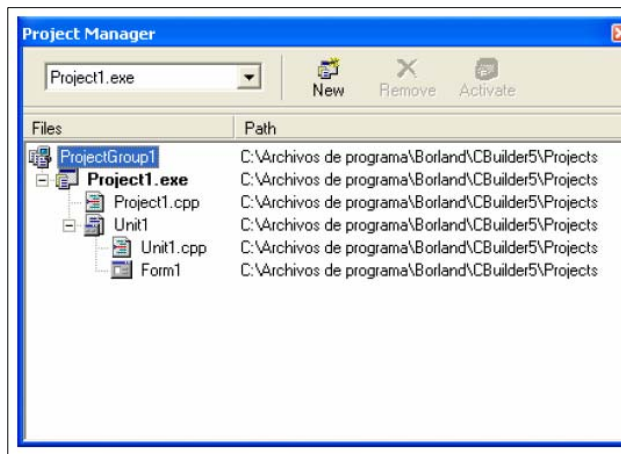 Project Manager
Project1.exe
New Remove Activate
Files Path
ProjectGroup1 C:\Archivos de programa\Borland\CBuilder5\Projects
Project1.exe C:\Archivos de programa\Borland\CBuilder5\Projects
Project1.cpp C:\Archivos de programa\Borland\CBuilder5\Projects
Unit1 C:\Archivos de programa\Borland\CBuilder5\Projects
Unit1.cpp C:\Archivos de programa\Borland\CBuilder5\Projects
Form1 C:\Archivos de programa\Borland\CBuilder5\Projects